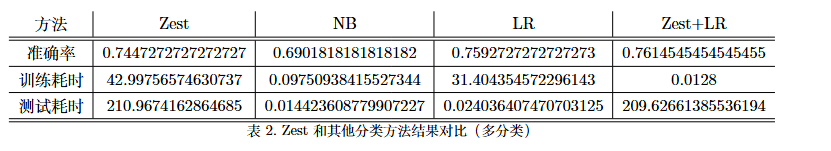 方法 Zest NB LR Zest+LR
准确率 0.7447272727272727 0.6901818181818182 0.7592727272727273 0.7614545454545455
训练耗时 42.99756574630737 0.09750938415527344 31.404354572296143 0.0128
测试耗时 210.9674162864685 0.014423608779907227 0.024036407470703125 209.62661385536194
表 2. Zest 和其他分类方法结果对比（多分类）